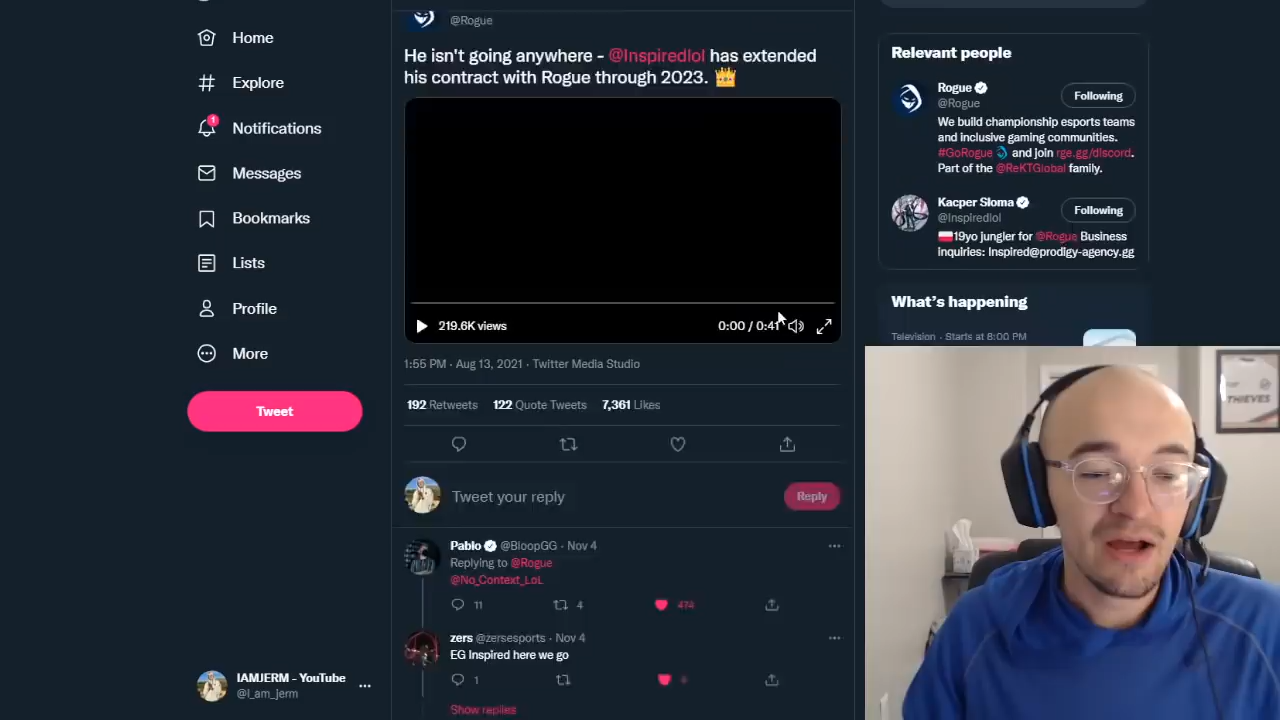 Home
Explore
1
Notifications
Messages
Bookmarks
Lists
Profile
More
Tweet
IAMJERM - YouTube
@I_am_jerm
@Rogue
He isn't going anywhere - @Inspiredlol has extended
his contract with Rogue through 2023.
219.6K views
0:00 / 0:41
1:55 PM · Aug 13, 2021 · Twitter Media Studio
192 Retweets 122 Quote Tweets 7,361 Likes
Tweet your reply
Reply
Pablo @BloopGG · Nov 4
Replying to @Rogue
@No_Context_LoL
11 4 474
zers @zersesports · Nov 4
EG Inspired here we go
1
Show replies
Relevant people
Rogue
@Rogue
Following
We build championship esports teams
and inclusive gaming communities.
#GoRogue and join rge.gg/discord.
Part of the @ReKTGlobal family.
Kacper Sloma
@Inspiredlol
Following
19yo jungler for @Rogue Business
inquiries: Inspired@prodigy-agency.gg
What's happening
Television · Starts at 8:00 PM
THIEVES